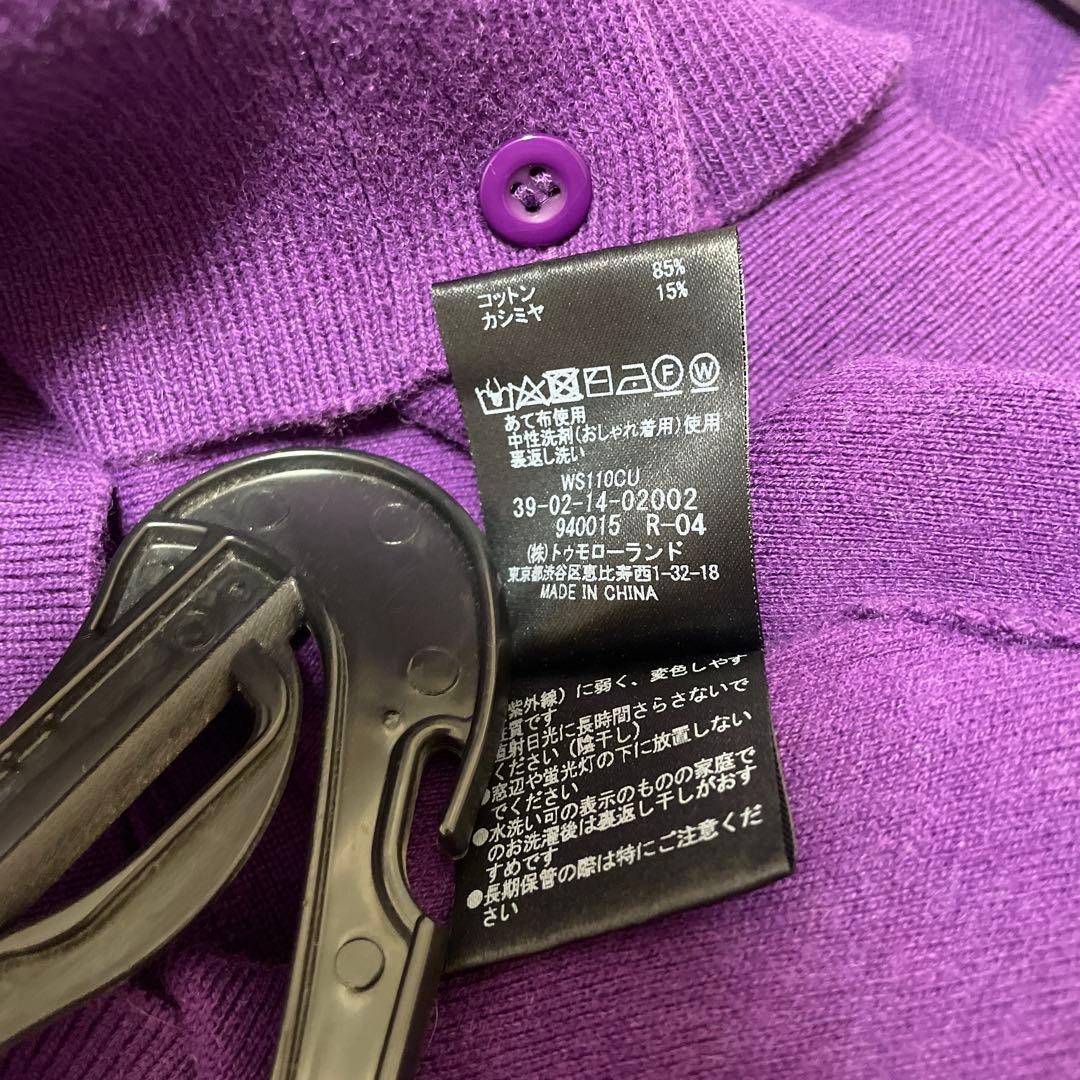 コットン 85%
カシミヤ 15%
F W
あて布使用
中性洗剤(おしゃれ着用)使用
裏返し洗い
WS110CU
39-02-14-02002
940015 R-04
(株)トゥモローランド
東京都渋谷区恵比寿西1-32-18
MADE IN CHINA
紫外線)に弱く、変色しやす
性質です
直射日光に長時間さらさないで
ください(陰干し)
●窓辺や蛍光灯の下に放置しない
でください
●水洗い可の表示のものの家庭で
のお洗濯後は裏返し干しがおす
すめです
●長期保管の際は特にご注意くだ
さい